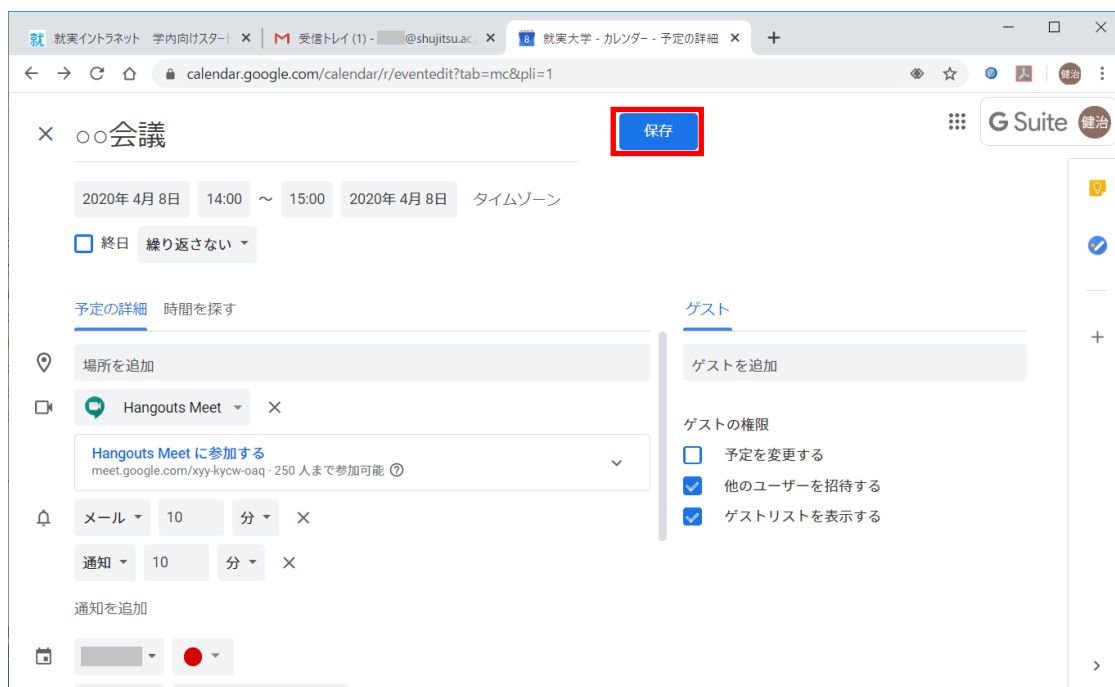 就 就実イントラネット 学内向けスタート 受信トレイ (1) - @shujitsu.ac.j 8 就実大学 - カレンダー - 予定の詳細
calendar.google.com/calendar/r/eventedit?tab=mc&pli=1 健治
○○会議 保存 G Suite 健治
2020年 4月 8日 14:00 ～ 15:00 2020年 4月 8日 タイムゾーン
終日 繰り返さない
予定の詳細 時間を探す ゲスト
場所を追加 ゲストを追加
Hangouts Meet
ゲストの権限
Hangouts Meet に参加する 予定を変更する
meet.google.com/xyy-kycw-oaq · 250 人まで参加可能
他のユーザーを招待する
メール 10 分 ゲストリストを表示する
通知 10 分
通知を追加